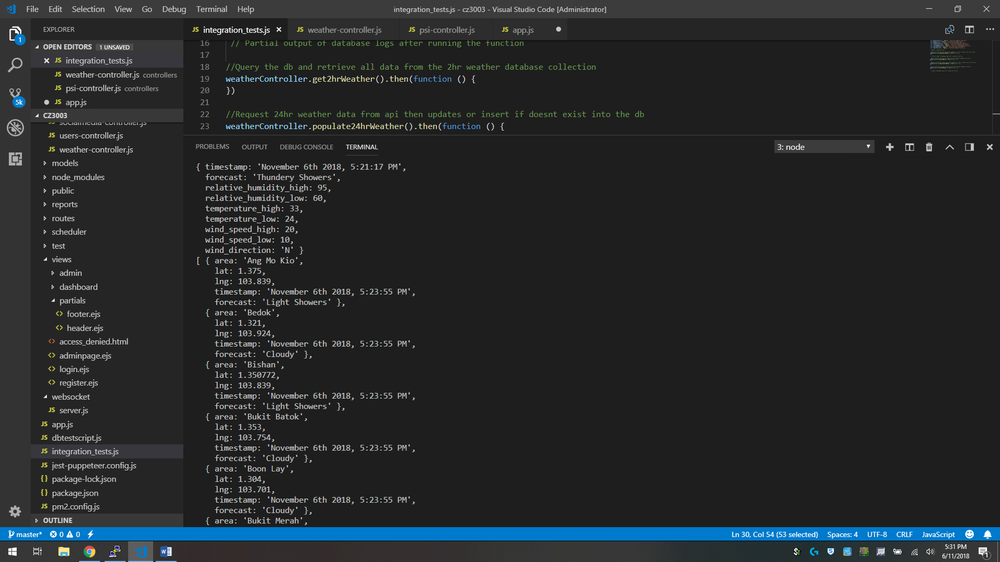 File Edit Selection View Go Debug Terminal Help
integration_tests.js - cz3003 - Visual Studio Code [Administrator]
EXPLORER
OPEN EDITORS 1 UNSAVED
JS integration_tests.js
JS weather-controller.js controllers
JS psi-controller.js controllers
JS app.js
CZ3003
JS socialmedia-controller.js
JS users-controller.js
JS weather-controller.js
models
node_modules
public
reports
routes
scheduler
test
views
admin
dashboard
partials
<> footer.ejs
<> header.ejs
<> access_denied.html
<> adminpage.ejs
<> login.ejs
<> register.ejs
websocket
JS server.js
JS app.js
JS dbtestscript.js
JS integration_tests.js
JS jest-puppeteer.config.js
{} package-lock.json
{} package.json
JS pm2.config.js
OUTLINE
1
5k
JS integration_tests.js JS weather-controller.js JS psi-controller.js JS app.js
16 // Partial output of database logs after running the function
17
18 //Query the db and retrieve all data from the 2hr weather database collection
19 weatherController.get2hrWeather().then(function () {
20 })
21
22 //Request 24hr weather data from api then updates or insert if doesnt exist into the db
23 weatherController.populate24hrWeather().then(function () {
PROBLEMS OUTPUT DEBUG CONSOLE TERMINAL 3: node
{ timestamp: 'November 6th 2018, 5:21:17 PM',
forecast: 'Thundery Showers',
relative_humidity_high: 95,
relative_humidity_low: 60,
temperature_high: 33,
temperature_low: 24,
wind_speed_high: 20,
wind_speed_low: 10,
wind_direction: 'N' }
[ { area: 'Ang Mo Kio',
lat: 1.375,
lng: 103.839,
timestamp: 'November 6th 2018, 5:23:55 PM',
forecast: 'Light Showers' },
{ area: 'Bedok',
lat: 1.321,
lng: 103.924,
timestamp: 'November 6th 2018, 5:23:55 PM',
forecast: 'Cloudy' },
{ area: 'Bishan',
lat: 1.350772,
lng: 103.839,
timestamp: 'November 6th 2018, 5:23:55 PM',
forecast: 'Light Showers' },
{ area: 'Bukit Batok',
lat: 1.353,
lng: 103.754,
timestamp: 'November 6th 2018, 5:23:55 PM',
forecast: 'Cloudy' },
{ area: 'Boon Lay',
lat: 1.304,
lng: 103.701,
timestamp: 'November 6th 2018, 5:23:55 PM',
forecast: 'Cloudy' },
{ area: 'Bukit Merah',
master* 0 0 Ln 30, Col 54 (53 selected) Spaces: 4 UTF-8 CRLF JavaScript
5:31 PM
6/11/2018
1